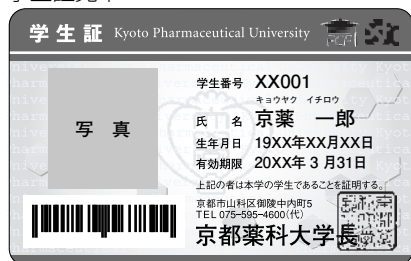 学生証 Kyoto Pharmaceutical University
写 真
学生番号 XX001
キョウヤク イチロウ
氏 名 京薬 一郎
生年月日 19XX年XX月XX日
有効期限 20XX年 3 月31日
上記の者は本学の学生であることを証明する。
京都市山科区御陵中内町5
TEL 075-595-4600(代)
京都薬科大学長